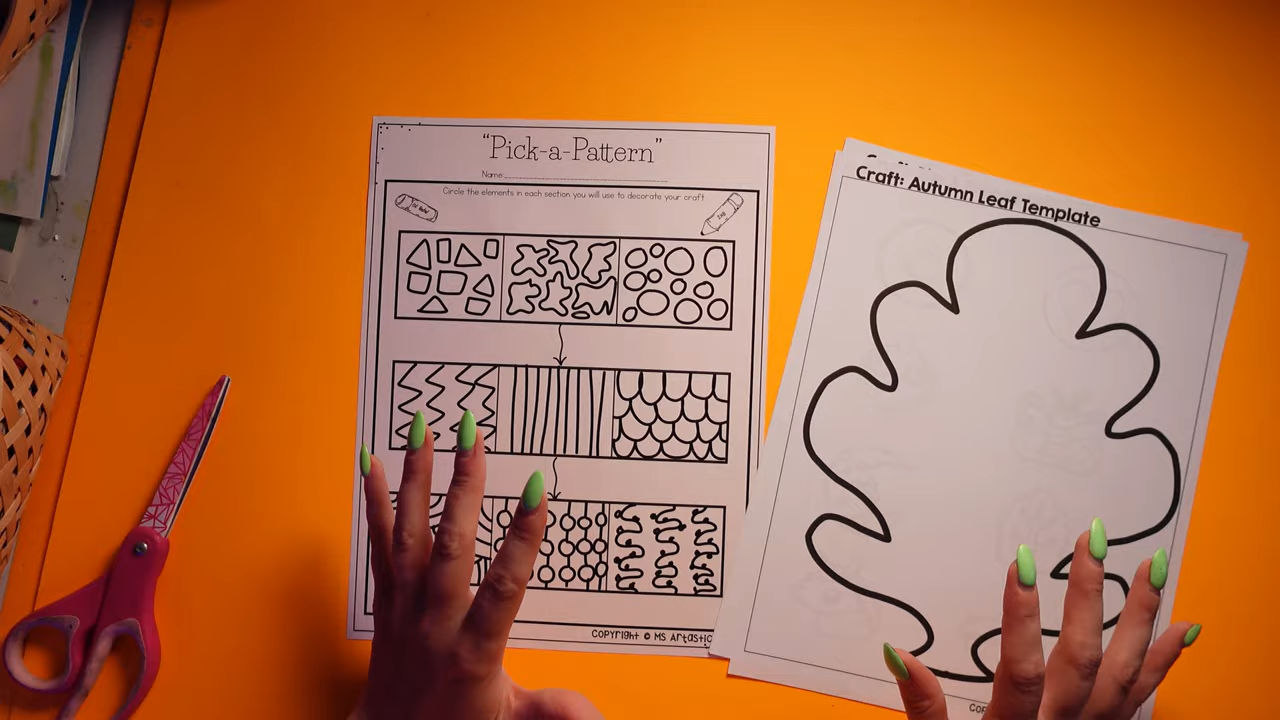 "Pick-a-Pattern"
Name:
Circle the elements in each section you will use to decorate your craft
Copyright © MS Artastic
Craft: Autumn Leaf Template